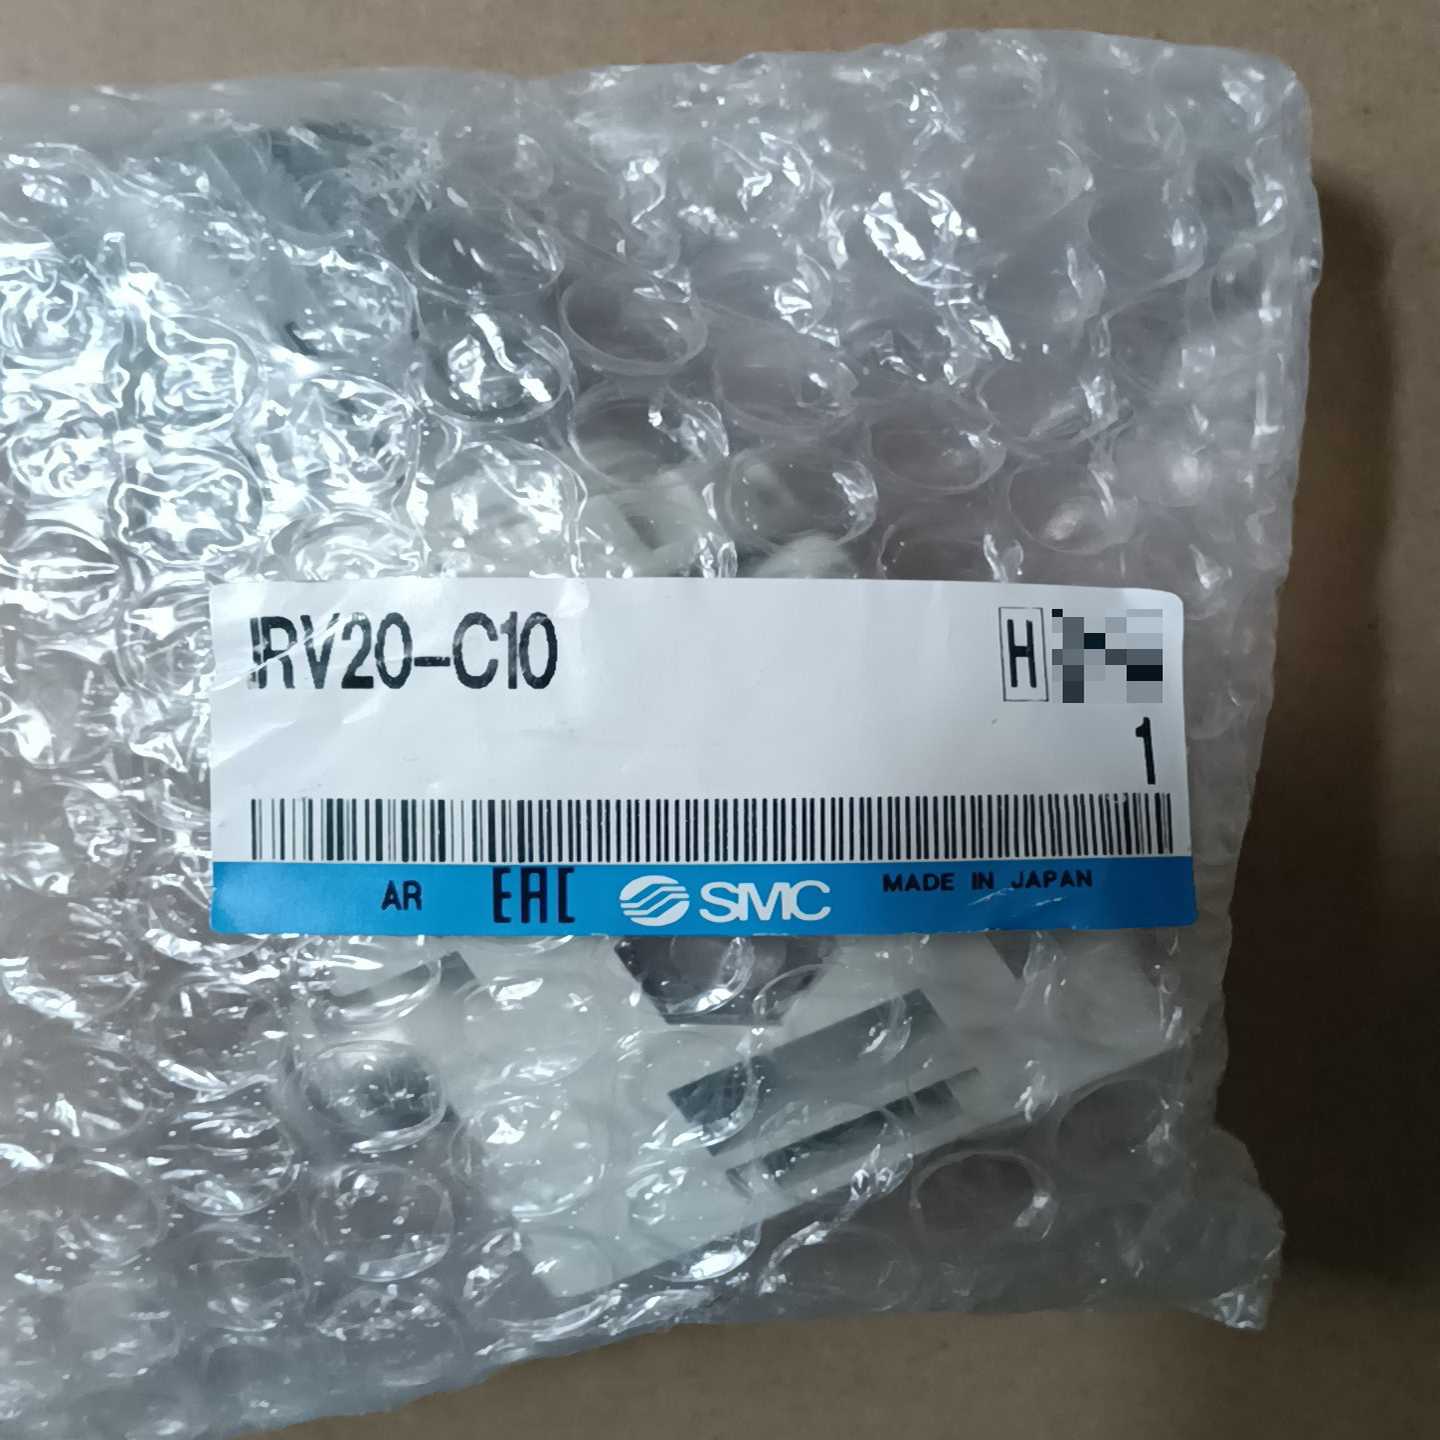 IRV20-C10 H
1
AR EAC SMC MADE IN JAPAN